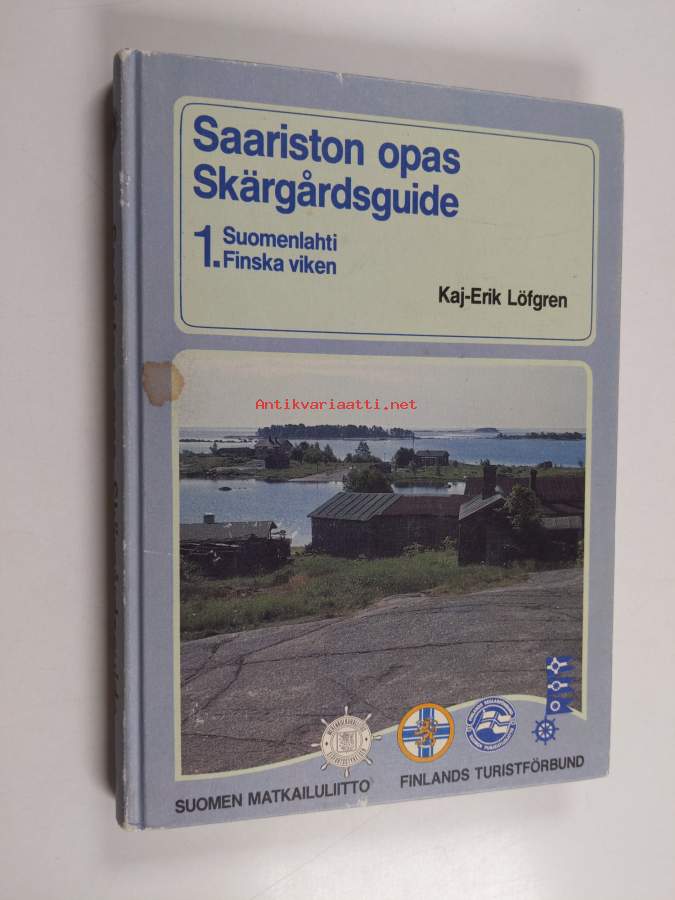 Saariston opas
Skärgårdsguide
1. Suomenlahti
Finska viken
Kaj-Erik Löfgren
Antikvariaatti.net
SUOMEN MATKAILULIITTO
FINLANDS TURISTFÖRBUND